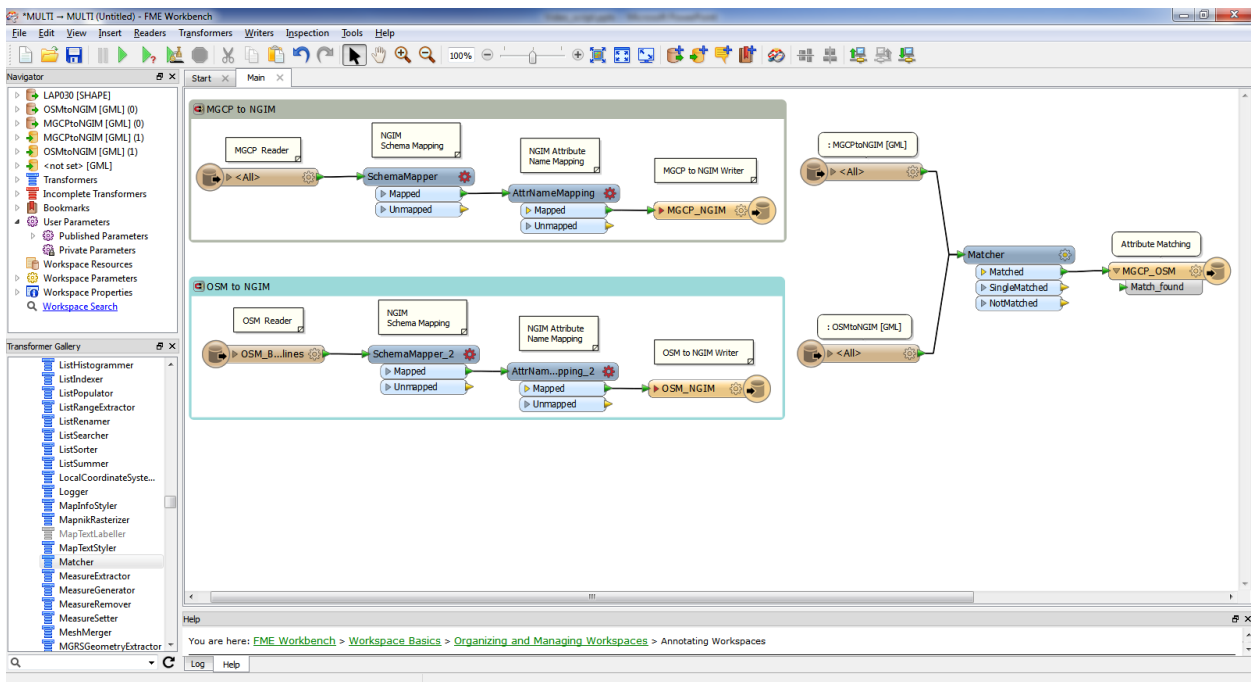 *MULTI → MULTI (Untitled) - FME Workbench
File Edit View Insert Readers Transformers Writers Inspection Tools Help
100%
Navigator
LAP030 [SHAPE]
OSMtoNGIM [GML] (0)
MGCPtoNGIM [GML] (0)
MGCPtoNGIM [GML] (1)
OSMtoNGIM [GML] (1)
<not set> [GML]
Transformers
Incomplete Transformers
Bookmarks
User Parameters
Published Parameters
Private Parameters
Workspace Resources
Workspace Parameters
Workspace Properties
Workspace Search
Transformer Gallery
ListHistogrammer
ListIndexer
ListPopulator
ListRangeExtractor
ListRenamer
ListSearcher
ListSorter
ListSummer
LocalCoordinateSyste...
Logger
MapInfoStyler
MapnikRasterizer
MapTextLabeller
MapTextStyler
Matcher
MeasureExtractor
MeasureGenerator
MeasureRemover
MeasureSetter
MeshMerger
MGRSGeometryExtractor
Start Main
MGCP to NGIM
MGCP Reader
<All>
NGIM
Schema Mapping
SchemaMapper
Mapped
Unmapped
NGIM Attribute
Name Mapping
AttrNameMapping
Mapped
Unmapped
MGCP to NGIM Writer
MGCP_NGIM
OSM to NGIM
OSM Reader
OSM_B...lines
NGIM
Schema Mapping
SchemaMapper_2
Mapped
Unmapped
NGIM Attribute
Name Mapping
AttrNam...pping_2
Mapped
Unmapped
OSM to NGIM Writer
OSM_NGIM
: MGCPtoNGIM [GML]
<All>
: OSMtoNGIM [GML]
<All>
Matcher
Matched
SingleMatched
NotMatched
Attribute Matching
MGCP_OSM
Match_found
Help
You are here: FME Workbench > Workspace Basics > Organizing and Managing Workspaces > Annotating Workspaces
Log Help